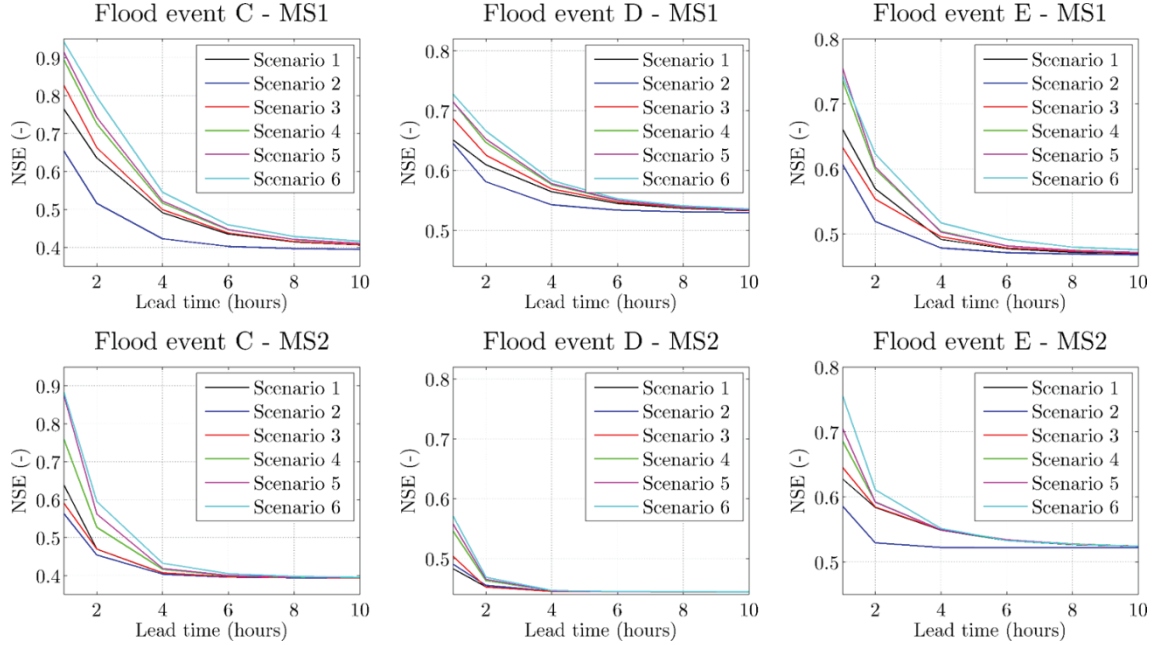 Flood event C - MS1
NSE (-)
0.9
0.8
0.7
0.6
0.5
0.4
Scenario 1
Scenario 2
Scenario 3
Scenario 4
Scenario 5
Scenario 6
2 4 6 8 10
Lead time (hours)
Flood event D - MS1
NSE (-)
0.8
0.7
0.6
0.5
Scenario 1
Scenario 2
Scenario 3
Scenario 4
Scenario 5
Scenario 6
2 4 6 8 10
Lead time (hours)
Flood event E - MS1
NSE (-)
0.8
0.7
0.6
0.5
Scenario 1
Scenario 2
Scenario 3
Scenario 4
Scenario 5
Scenario 6
2 4 6 8 10
Lead time (hours)
Flood event C - MS2
NSE (-)
0.9
0.8
0.7
0.6
0.5
0.4
Scenario 1
Scenario 2
Scenario 3
Scenario 4
Scenario 5
Scenario 6
2 4 6 8 10
Lead time (hours)
Flood event D - MS2
NSE (-)
0.8
0.7
0.6
0.5
Scenario 1
Scenario 2
Scenario 3
Scenario 4
Scenario 5
Scenario 6
2 4 6 8 10
Lead time (hours)
Flood event E - MS2
NSE (-)
0.8
0.7
0.6
0.5
Scenario 1
Scenario 2
Scenario 3
Scenario 4
Scenario 5
Scenario 6
2 4 6 8 10
Lead time (hours)